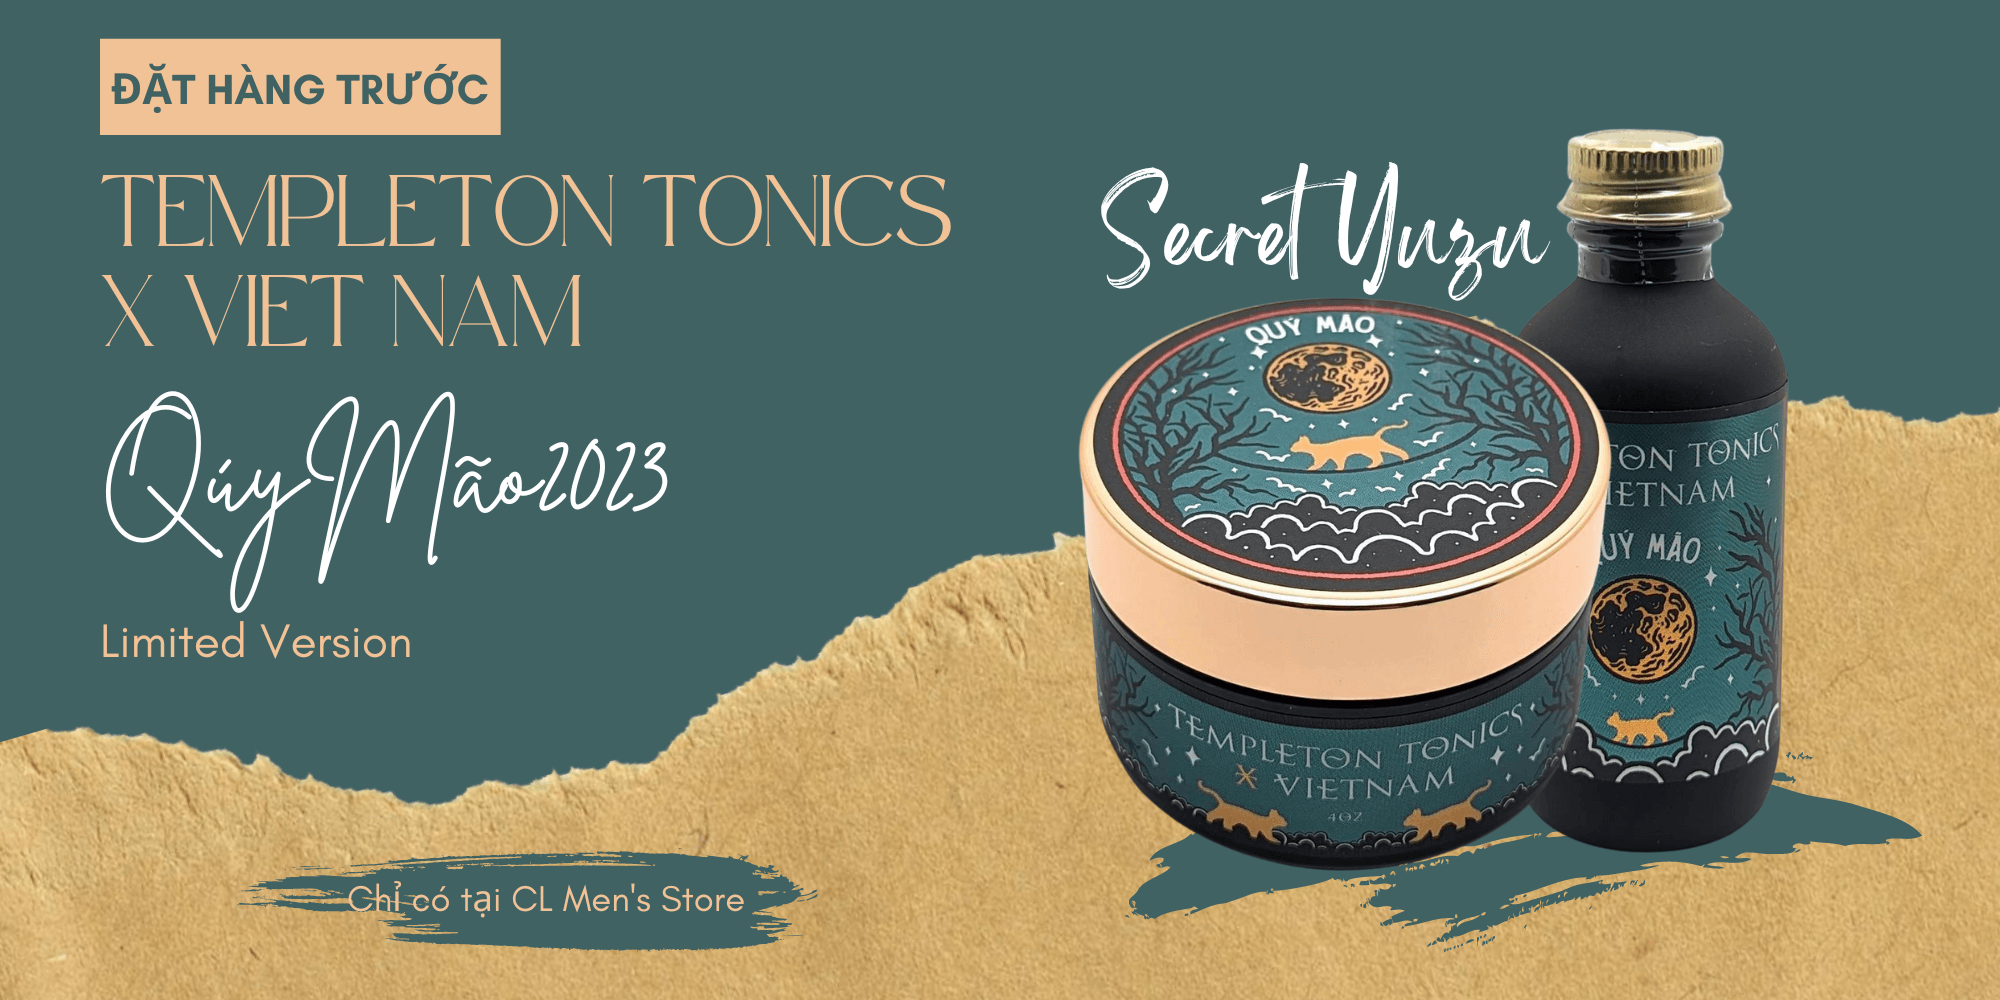 ĐẶT HÀNG TRƯỚC
TEMPLETON TONICS
X VIET NAM
Qúy Mão 2023
Limited Version
Chỉ có tại CL Men's Store
Secret Yuzu
QUÝ MÃO
TEMPLETON TONICS
X VIETNAM
4OZ
TON TONICS
IETNAM
UÝ MÃO